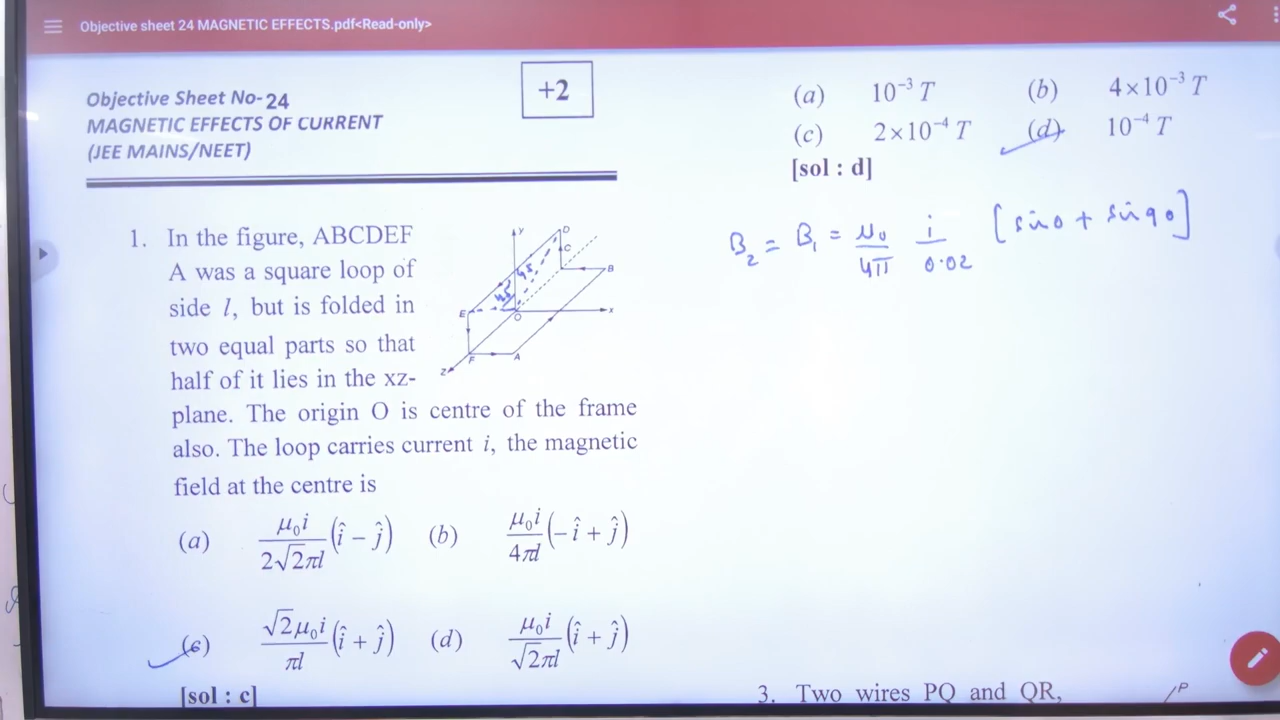 Objective sheet 24 MAGNETIC EFFECTS.pdf<Read-only>
Objective Sheet No-24
MAGNETIC EFFECTS OF CURRENT
(JEE MAINS/NEET)
+2
1. In the figure, ABCDEF
A was a square loop of
side l, but is folded in
two equal parts so that
half of it lies in the xz-
plane. The origin O is centre of the frame
also. The loop carries current i, the magnetic
field at the centre is
y D C B x O E F A z
45 45
(a) μ₀i/2√2πl (î − ĵ) (b) μ₀i/4πl (−î + ĵ)
(c) √2μ₀i/πl (î + ĵ) (d) μ₀i/√2πl (î + ĵ)
[sol : c]
(a) 10⁻³ T (b) 4×10⁻³ T
(c) 2×10⁻⁴ T (d) 10⁻⁴ T
[sol : d]
B₂ = B₁ = μ₀/4π i/0.02 [sin0 + sin90]
3. Two wires PQ and QR,
P